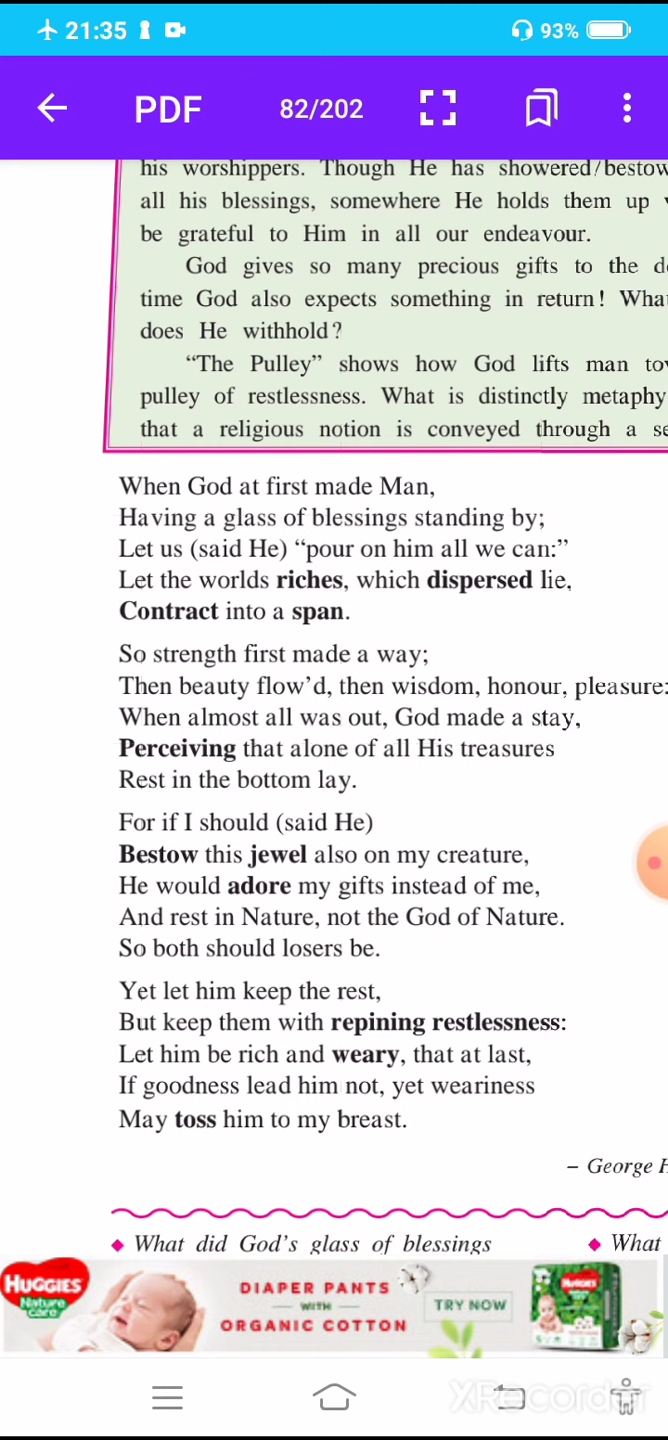 21:35 93%
PDF 82/202
his worshippers. Though He has showered/bestow
all his blessings, somewhere He holds them up
be grateful to Him in all our endeavour.
God gives so many precious gifts to the
time God also expects something in return!
does He withhold?
“The Pulley” shows how God lifts man
pulley of restlessness. What is distinctly metaphy
that a religious notion is conveyed through a
When God at first made Man,
Having a glass of blessings standing by;
Let us (said He) “pour on him all we can:”
Let the worlds riches, which dispersed lie,
Contract into a span.
So strength first made a way;
Then beauty flow’d, then wisdom, honour, pleasure:
When almost all was out, God made a stay,
Perceiving that alone of all His treasures
Rest in the bottom lay.
For if I should (said He)
Bestow this jewel also on my creature,
He would adore my gifts instead of me,
And rest in Nature, not the God of Nature.
So both should losers be.
Yet let him keep the rest,
But keep them with repining restlessness:
Let him be rich and weary, that at last,
If goodness lead him not, yet weariness
May toss him to my breast.
– George H
◆ What did God’s glass of blessings ◆ What
HUGGIES
Nature
care
DIAPER PANTS
WITH
ORGANIC COTTON
TRY NOW
HUGGIES
XRecorder